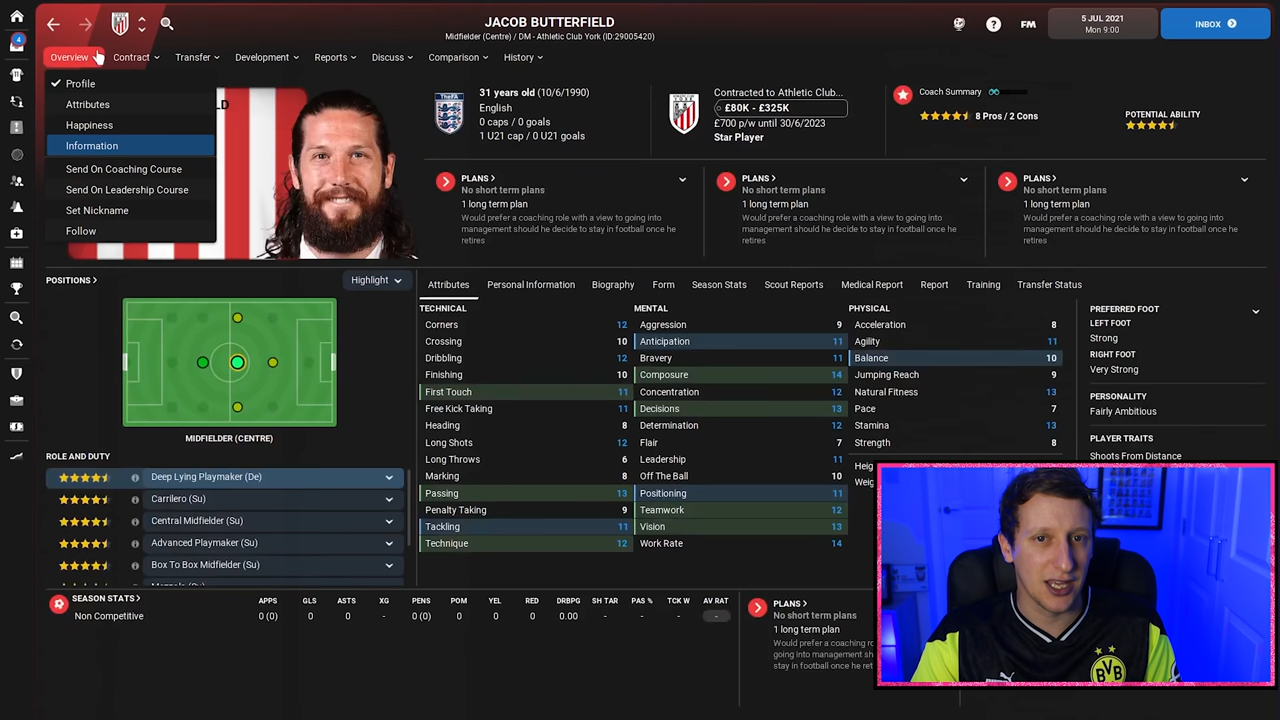 JACOB BUTTERFIELD
Midfielder (Centre) / DM - Athletic Club York (ID:29005420)
4
FM
5 JUL 2021
Mon 9:00
INBOX
Overview
Contract
Transfer
Development
Reports
Discuss
Comparison
History
Profile
Attributes
Happiness
Information
Send On Coaching Course
Send On Leadership Course
Set Nickname
Follow
31 years old (10/6/1990)
English
0 caps / 0 goals
1 U21 cap / 0 U21 goals
Contracted to Athletic Club...
£80K - £325K
£700 p/w until 30/6/2023
Star Player
Coach Summary
8 Pros / 2 Cons
POTENTIAL ABILITY
PLANS >
No short term plans
1 long term plan
Would prefer a coaching role with a view to going into
management should he decide to stay in football once he
retires
PLANS >
No short term plans
1 long term plan
Would prefer a coaching role with a view to going into
management should he decide to stay in football once he
retires
PLANS >
No short term plans
1 long term plan
Would prefer a coaching role with a view to going into
management should he decide to stay in football once he
retires
POSITIONS >
Highlight
MIDFIELDER (CENTRE)
ROLE AND DUTY
Deep Lying Playmaker (De)
Carrilero (Su)
Central Midfielder (Su)
Advanced Playmaker (Su)
Box To Box Midfielder (Su)
Attributes
Personal Information
Biography
Form
Season Stats
Scout Reports
Medical Report
Report
Training
Transfer Status
TECHNICAL
Corners 12
Crossing 10
Dribbling 12
Finishing 10
First Touch 11
Free Kick Taking 11
Heading 8
Long Shots 12
Long Throws 6
Marking 8
Passing 13
Penalty Taking 9
Tackling 11
Technique 12
MENTAL
Aggression 9
Anticipation 11
Bravery 11
Composure 14
Concentration 12
Decisions 13
Determination 12
Flair 7
Leadership 11
Off The Ball 10
Positioning 11
Teamwork 12
Vision 13
Work Rate 14
PHYSICAL
Acceleration 8
Agility 11
Balance 10
Jumping Reach 9
Natural Fitness 13
Pace 7
Stamina 13
Strength 8
PREFERRED FOOT
LEFT FOOT
Strong
RIGHT FOOT
Very Strong
PERSONALITY
Fairly Ambitious
PLAYER TRAITS
Shoots From Distance
SEASON STATS >
APPS GLS ASTS XG PENS POM YEL RED DRBPG SH TAR PAS % TCK W AV RAT
Non Competitive 0 (0) 0 0 - 0 (0) 0 0 0 0.00 - - - -
PLANS >
No short term plans
1 long term plan
Would prefer a coaching ro
going into management sh
stay in football once he reti
BVB